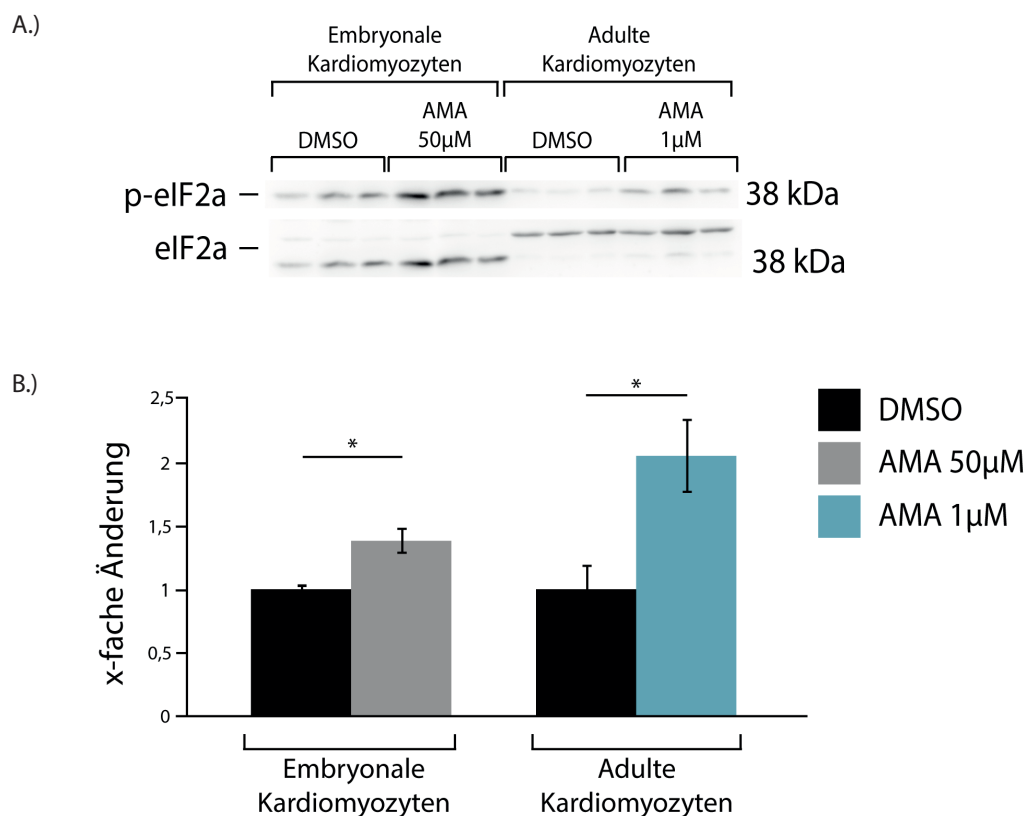 A.)
Embryonale
Kardiomyozyten
Adulte
Kardiomyozyten
DMSO
AMA
50µM
DMSO
AMA
1µM
p-eIF2a
38 kDa
eIF2a
38 kDa
B.)
x-fache Änderung
2,5
2
1,5
1
0,5
0
*
*
DMSO
AMA 50µM
AMA 1µM
Embryonale
Kardiomyozyten
Adulte
Kardiomyozyten